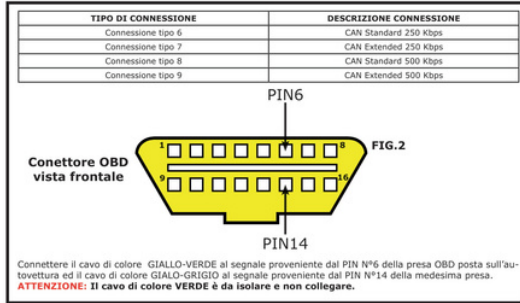 TIPO DI CONNESSIONE DESCRIZIONE CONNESSIONE
Connessione tipo 6 CAN Standard 250 Kbps
Connessione tipo 7 CAN Extended 250 Kbps
Connessione tipo 8 CAN Standard 500 Kbps
Connessione tipo 9 CAN Extended 500 Kbps
PIN6
1 8 FIG.2
Conettore OBD
vista frontale
9 16
PIN14
Connettere il cavo di colore GIALLO-VERDE al segnale proveniente dal PIN N°6 della presa OBD posta sull'au-
tovettura ed il cavo di colore GIALO-GRIGIO al segnale proveniente dal PIN N°14 della medesima presa.
ATTENZIONE: Il cavo di colore VERDE è da isolare e non collegare.